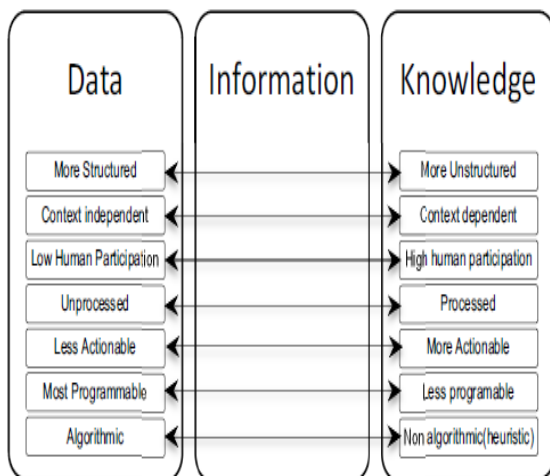 Data Information Knowledge
More Structured More Unstructured
Context independent Context dependent
Low Human Participation High human participation
Unprocessed Processed
Less Actionable More Actionable
Most Programmable Less programable
Algorithmic Non algorithmic(heuristic)